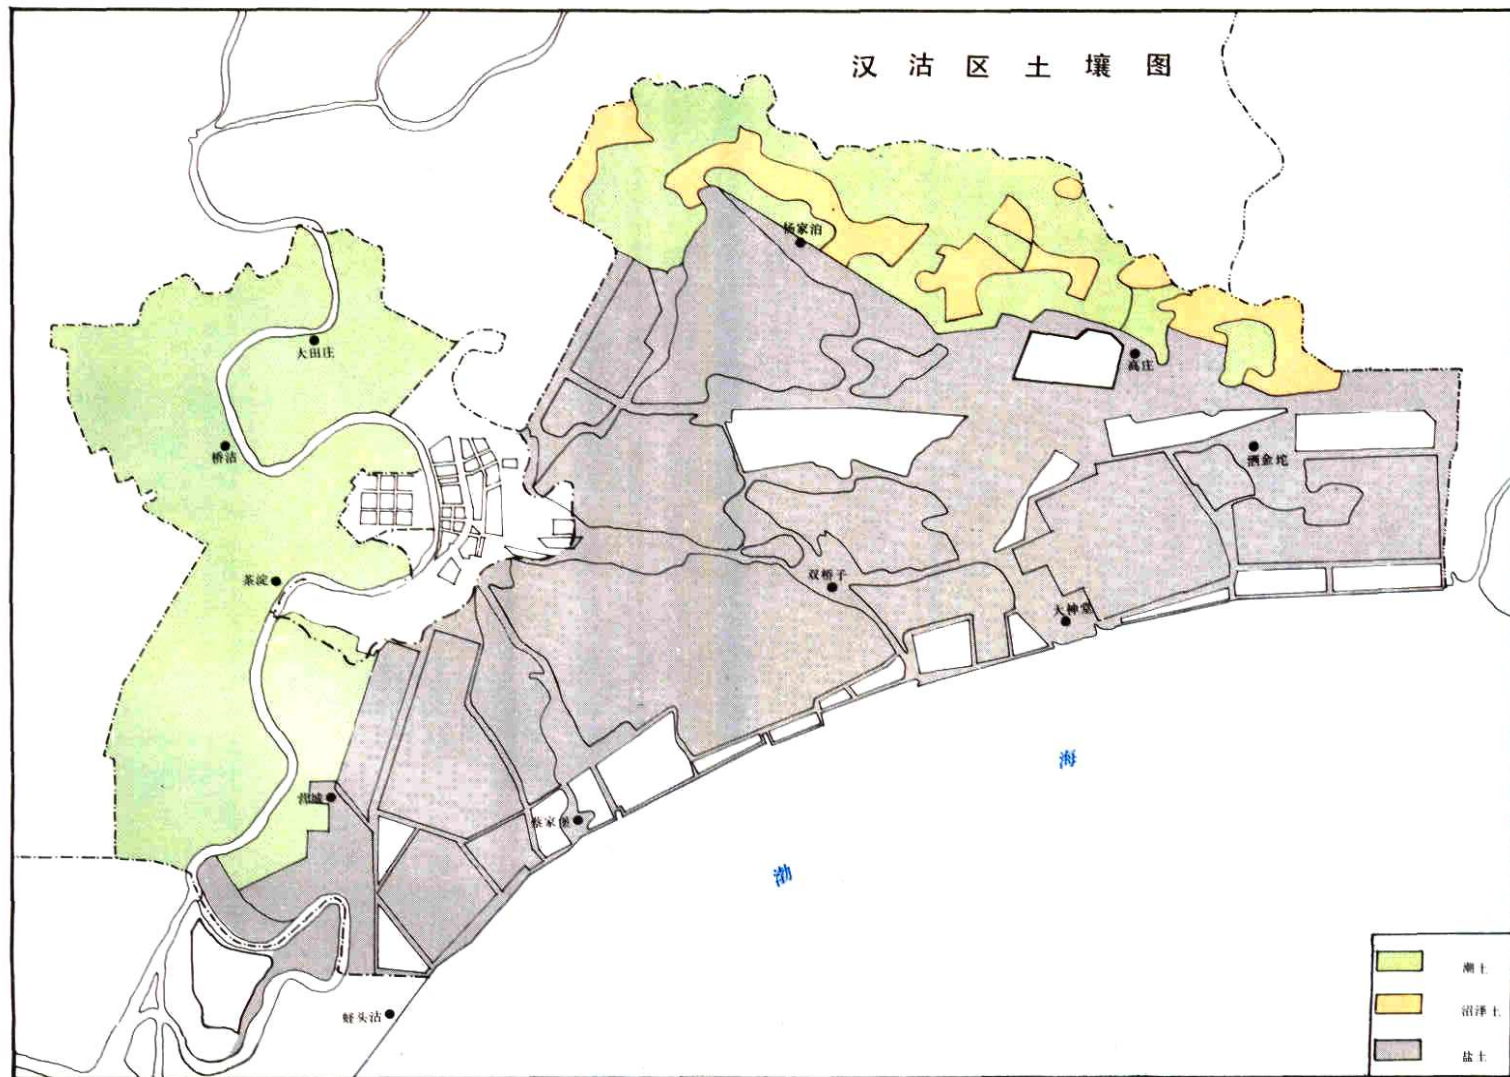 汉沽区土壤图
杨家泊
大田庄
高庄
桥沽
洒金坨
茶淀
双桥子
大神堂
海
营城
蔡家堡
渤
潮土
沼泽土
蛏头沽
盐土